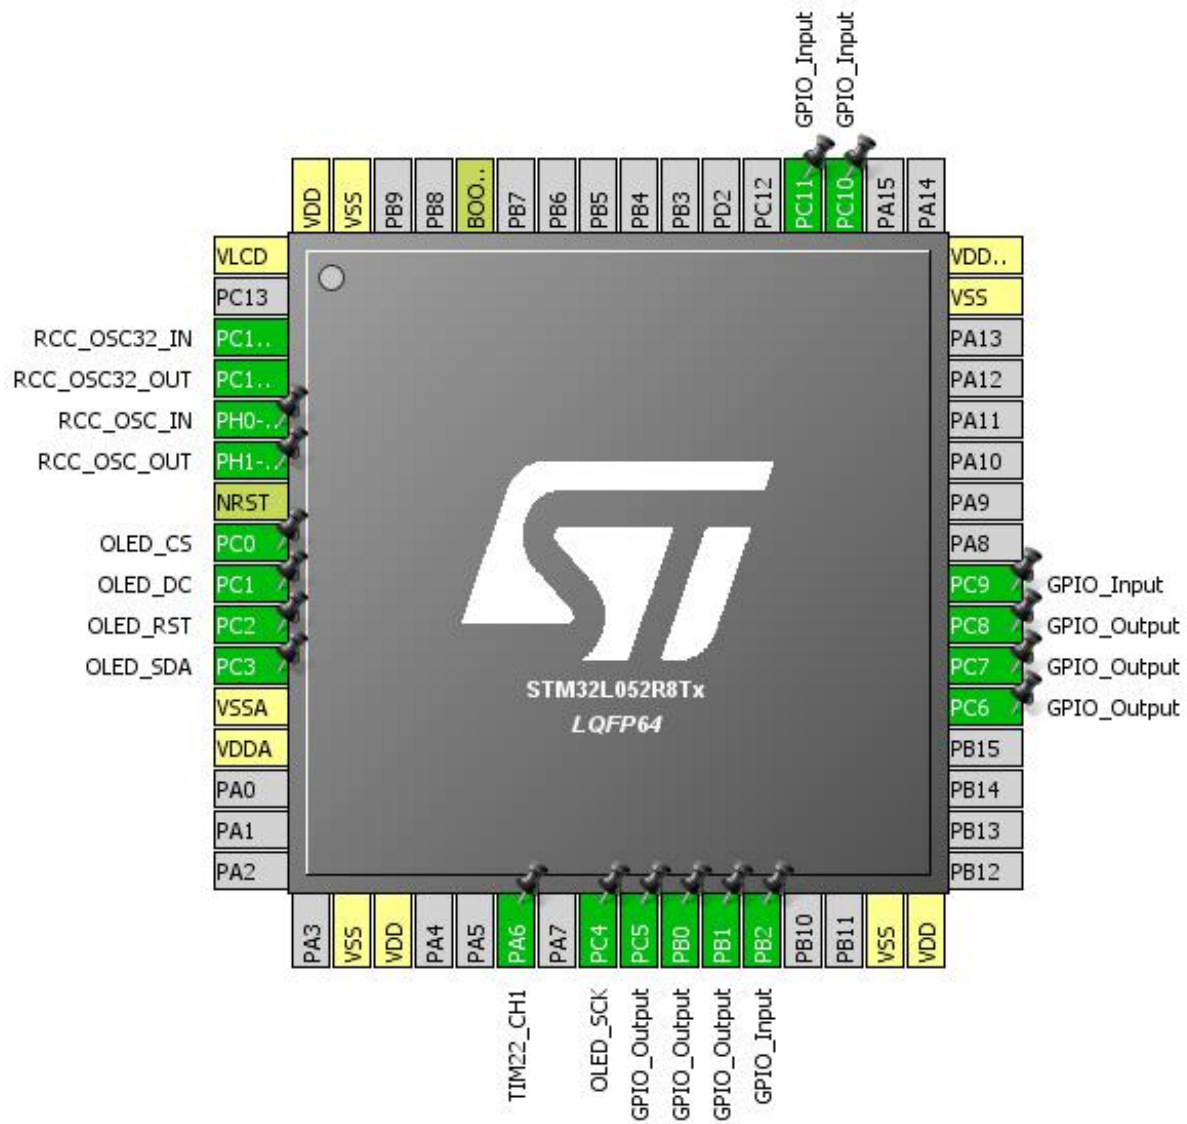 GPIO_Input
GPIO_Input
VDD
VSS
PB9
PB8
BOO..
PB7
PB6
PB5
PB4
PB3
PD2
PC12
PC11
PC10
PA15
PA14
VLCD
PC13
RCC_OSC32_IN PC1..
RCC_OSC32_OUT PC1..
RCC_OSC_IN PH0-..
RCC_OSC_OUT PH1-..
NRST
OLED_CS PC0
OLED_DC PC1
OLED_RST PC2
OLED_SDA PC3
VSSA
VDDA
PA0
PA1
PA2
ST
STM32L052R8Tx
LQFP64
VDD..
VSS
PA13
PA12
PA11
PA10
PA9
PA8
PC9 GPIO_Input
PC8 GPIO_Output
PC7 GPIO_Output
PC6 GPIO_Output
PB15
PB14
PB13
PB12
PA3
VSS
VDD
PA4
PA5
PA6
PA7
PC4
PC5
PB0
PB1
PB2
PB10
PB11
VSS
VDD
TIM22_CH1
OLED_SCK
GPIO_Output
GPIO_Output
GPIO_Output
GPIO_Input